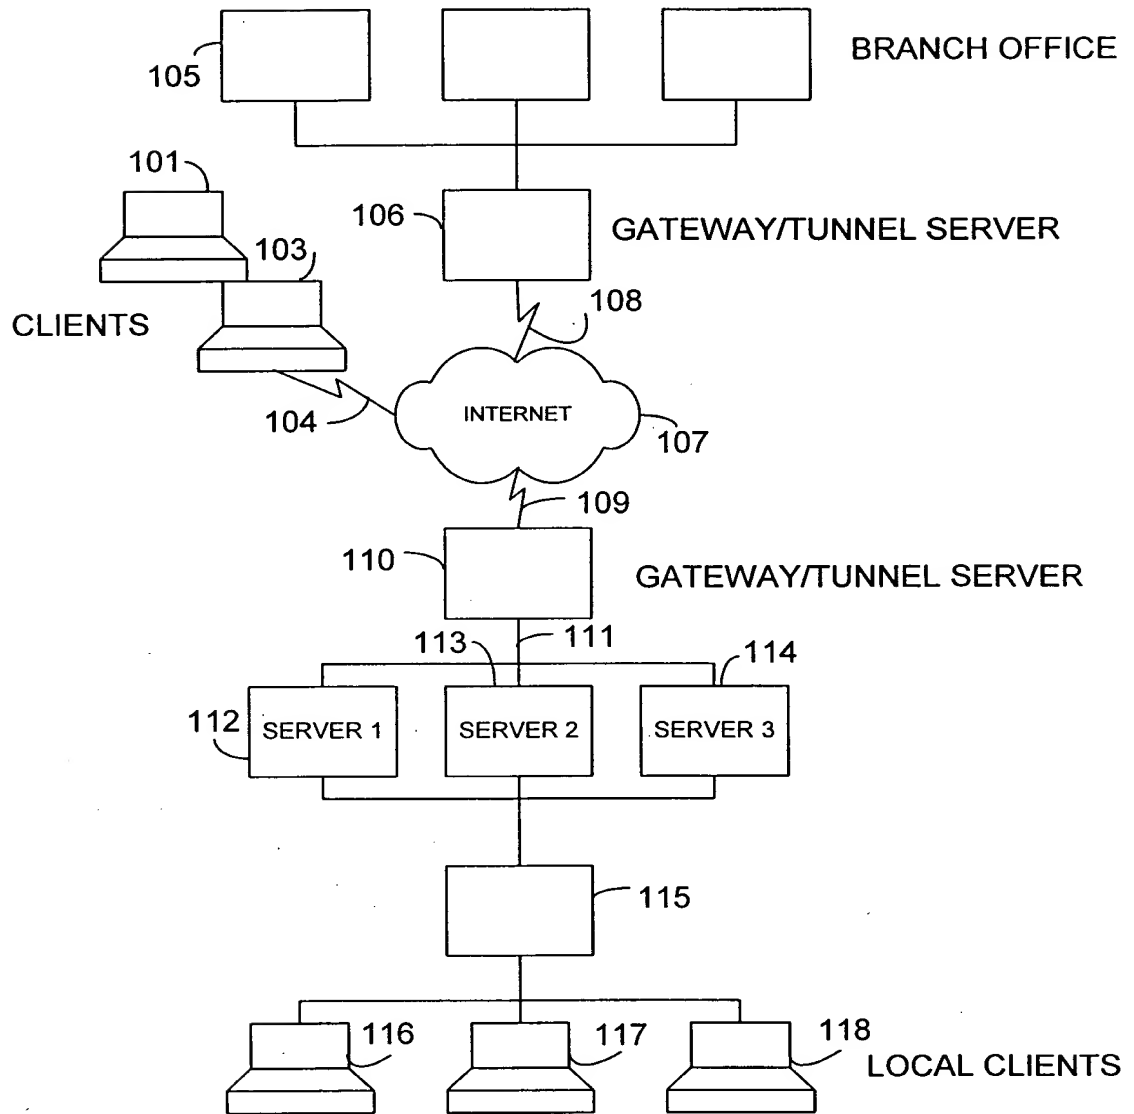 BRANCH OFFICE
105
101
106
GATEWAY/TUNNEL SERVER
103
108
CLIENTS
INTERNET
104
107
109
110
GATEWAY/TUNNEL SERVER
113
111
114
112
SERVER 1
SERVER 2
SERVER 3
115
116
117
118
LOCAL CLIENTS